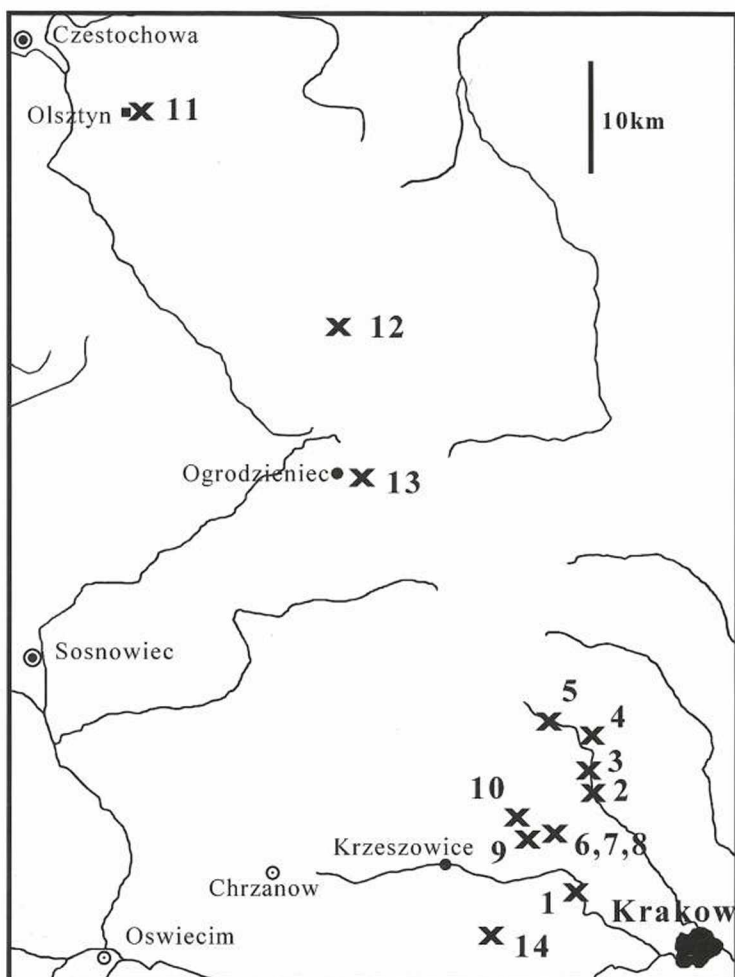 Czestochowa
Olsztyn 11
10km
12
Ogrodzieniec 13
Sosnowiec
5
4
3
2
10
Krzeszowice 9 6,7,8
Chrzanow
1
Krakow
Oswiecim
14